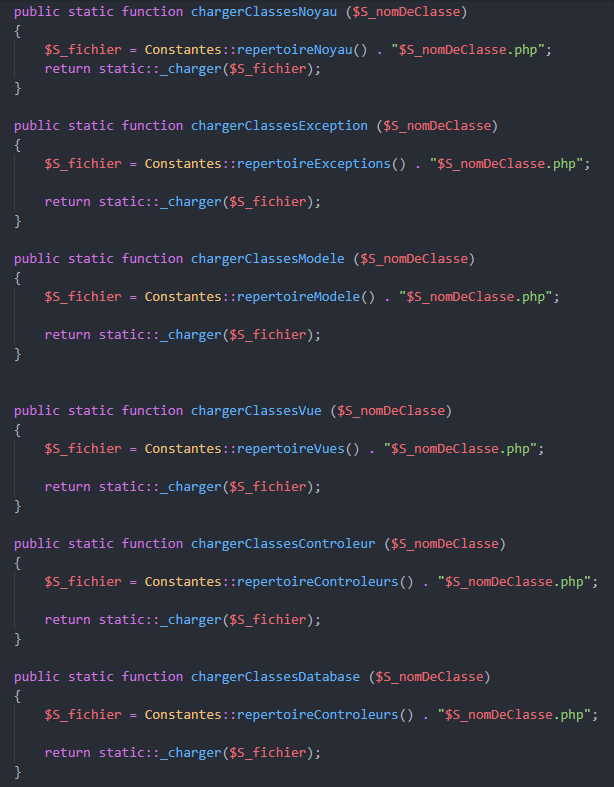 public static function chargerClassesNoyau ($S_nomDeClasse)
{
    $S_fichier = Constantes::repertoireNoyau() . "$S_nomDeClasse.php";
    return static::_charger($S_fichier);
}

public static function chargerClassesException ($S_nomDeClasse)
{
    $S_fichier = Constantes::repertoireExceptions() . "$S_nomDeClasse.php";

    return static::_charger($S_fichier);
}

public static function chargerClassesModele ($S_nomDeClasse)
{
    $S_fichier = Constantes::repertoireModele() . "$S_nomDeClasse.php";

    return static::_charger($S_fichier);
}


public static function chargerClassesVue ($S_nomDeClasse)
{
    $S_fichier = Constantes::repertoireVues() . "$S_nomDeClasse.php";

    return static::_charger($S_fichier);
}

public static function chargerClassesControleur ($S_nomDeClasse)
{
    $S_fichier = Constantes::repertoireControleurs() . "$S_nomDeClasse.php";

    return static::_charger($S_fichier);
}

public static function chargerClassesDatabase ($S_nomDeClasse)
{
    $S_fichier = Constantes::repertoireControleurs() . "$S_nomDeClasse.php";

    return static::_charger($S_fichier);
}